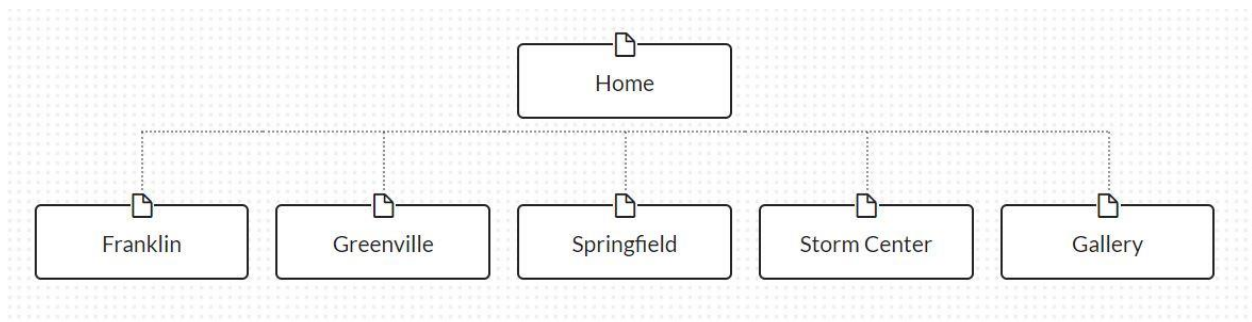 Home
Franklin
Greenville
Springfield
Storm Center
Gallery